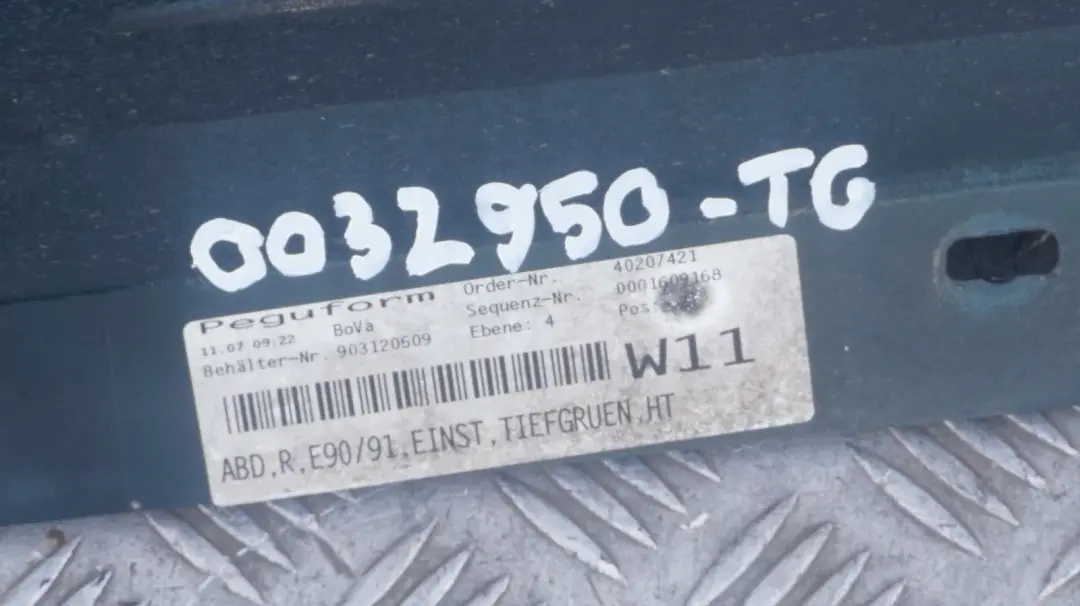 0032950-TG
Peguform Order-Nr. 40207421
11.07 09:22 BoVa Sequenz-Nr. 0001609168
Behälter-Nr. 903120509 Ebene: 4 Pos
W11
ABD.R.E90/91.EINST.TIEFGRUEN.HT